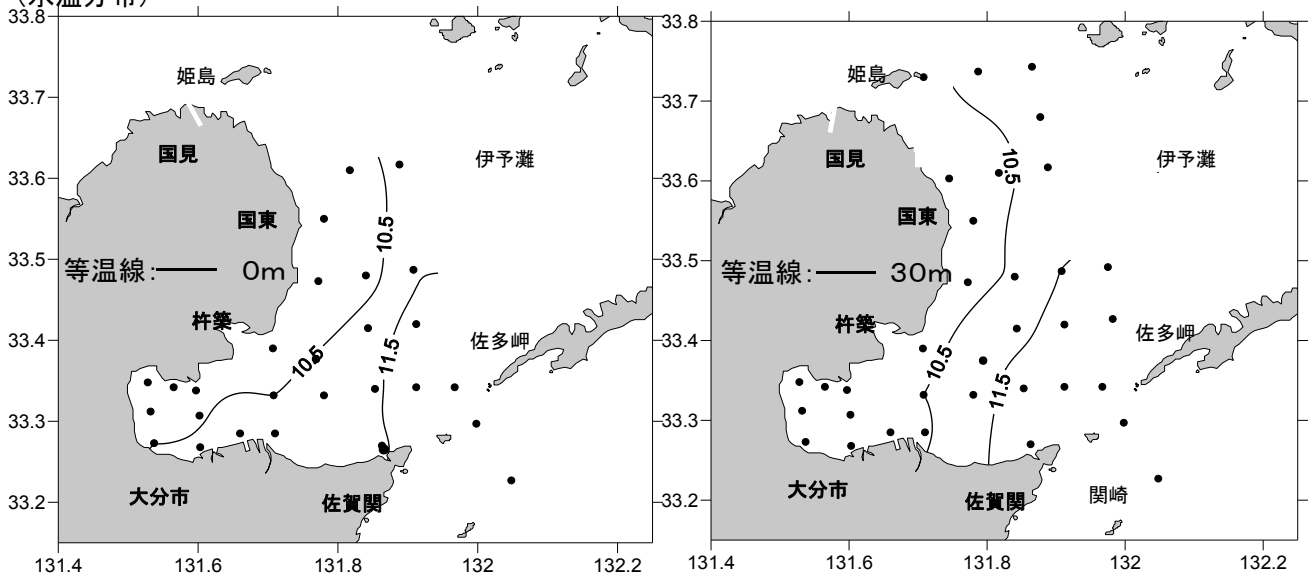 (水温分布)
33.8
33.7
33.6
33.5
33.4
33.3
33.2
131.4
131.6
131.8
132
132.2
姫島
国見
伊予灘
国東
等温線: 0m
杵築
佐多岬
大分市
佐賀関
10.5
10.5
11.5
33.8
33.7
33.6
33.5
33.4
33.3
33.2
131.4
131.6
131.8
132
132.2
姫島
国見
伊予灘
国東
等温線: 30m
杵築
佐多岬
大分市
佐賀関
関崎
10.5
10.5
11.5